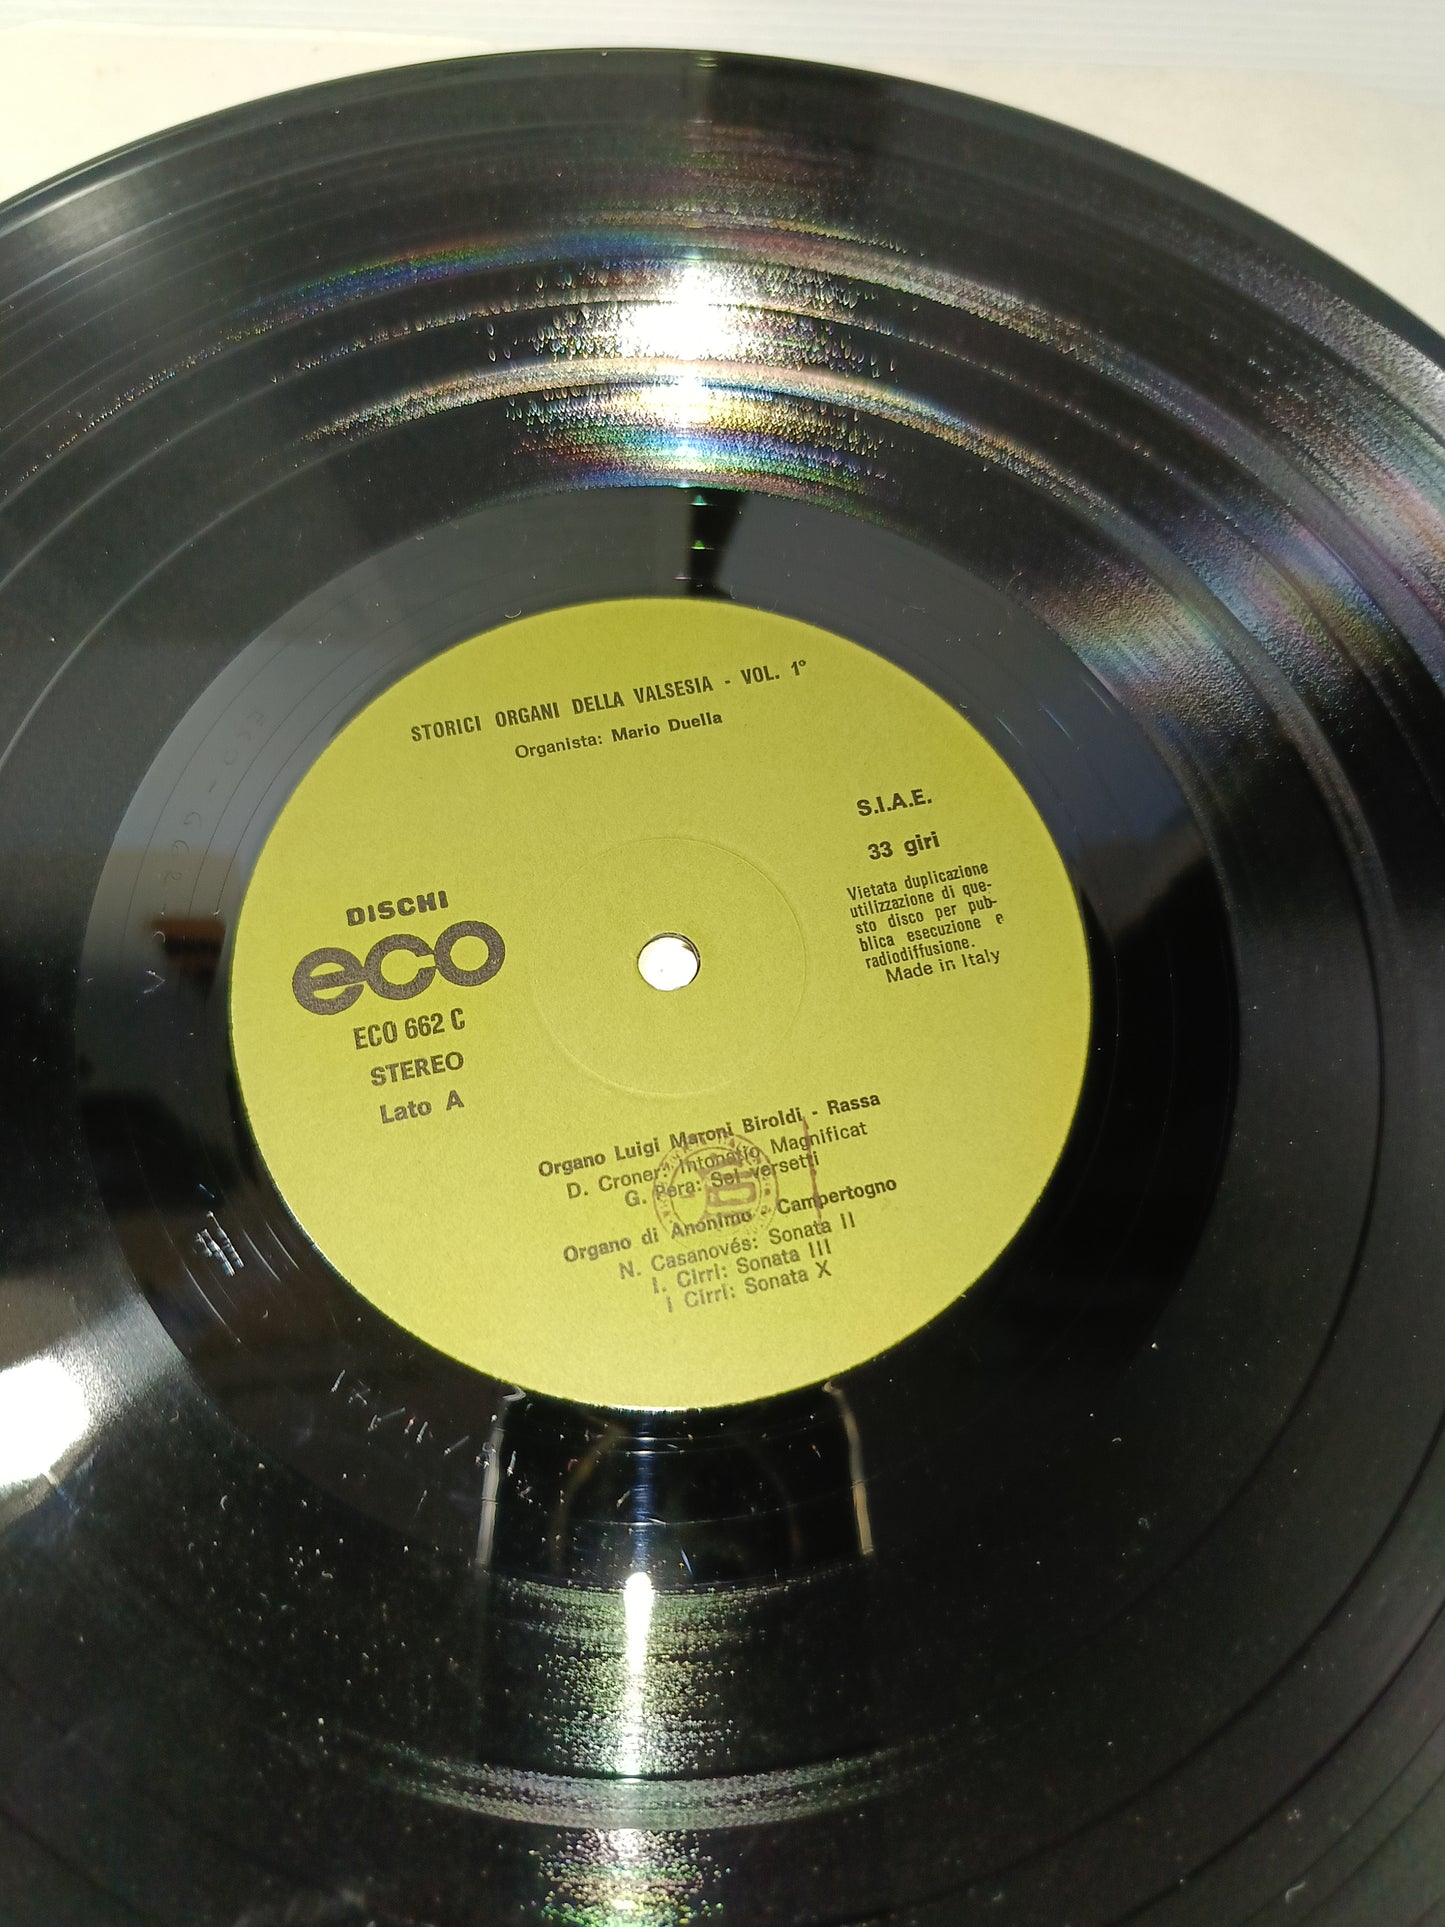 STORICI ORGANI DELLA VALSESIA - VOL. 1°
Organista: Mario Duella
S.I.A.E.
33 giri
Vietata duplicazione
utilizzazione di que-
sto disco per pub-
blica esecuzione e
radiodiffusione.
Made in Italy
DISCHI
eco
ECO 662 C
STEREO
Lato A
Organo Luigi Maroni Biroldi - Rassa
D. Croner: Intonatio Magnificat
G. Pera: Sei versetti
Organo di Anonimo - Campertogno
N. Casanovés: Sonata II
I. Cirri: Sonata III
I Cirri: Sonata X